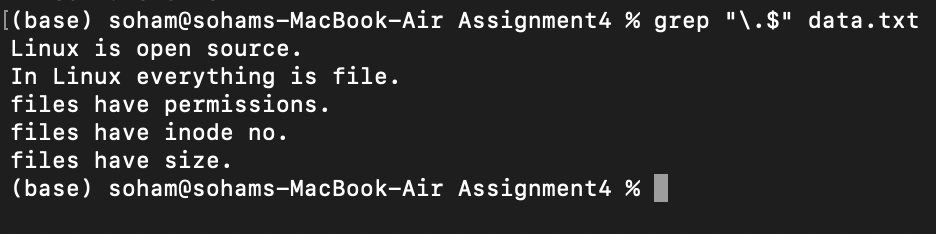 [(base) soham@sohams-MacBook-Air Assignment4 % grep "\.$" data.txt
Linux is open source.
In Linux everything is file.
files have permissions.
files have inode no.
files have size.
(base) soham@sohams-MacBook-Air Assignment4 %